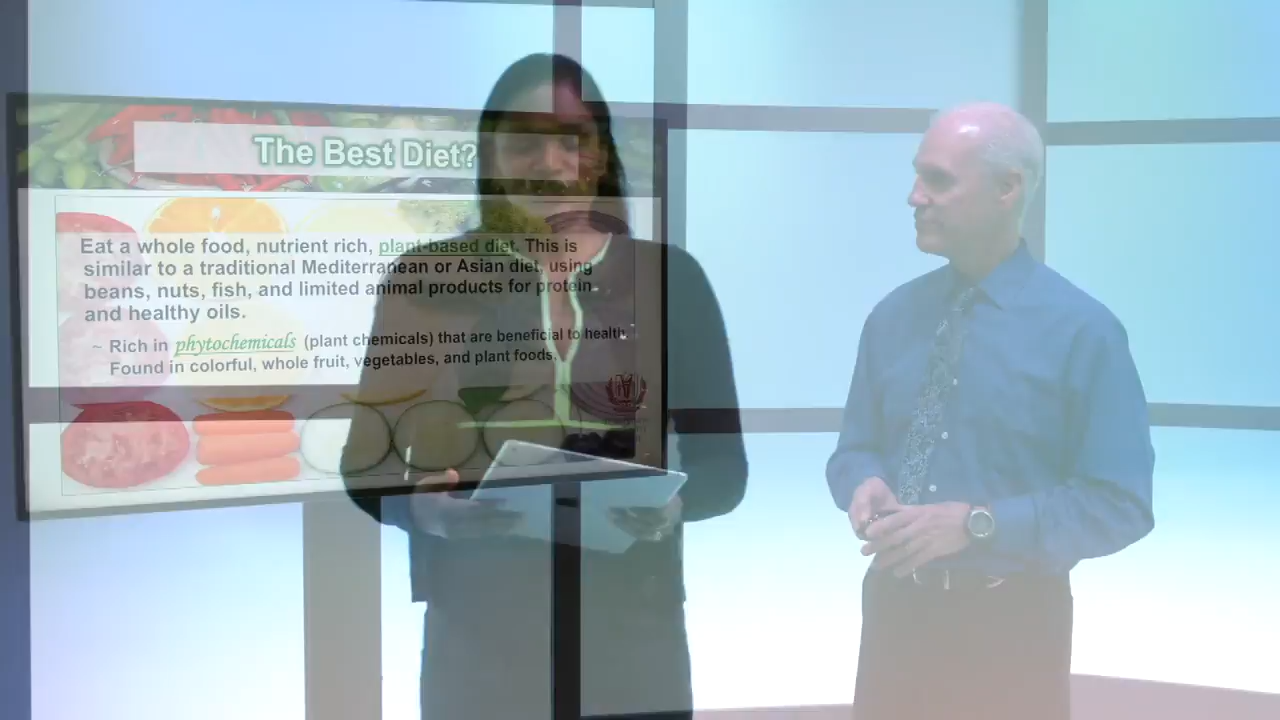 The Best Diet?
Eat a whole food, nutrient rich, plant-based diet. This is
similar to a traditional Mediterranean or Asian diet, using
beans, nuts, fish, and limited animal products for protein
and healthy oils.
~ Rich in phytochemicals (plant chemicals) that are beneficial to health.
Found in colorful, whole fruit, vegetables, and plant foods.